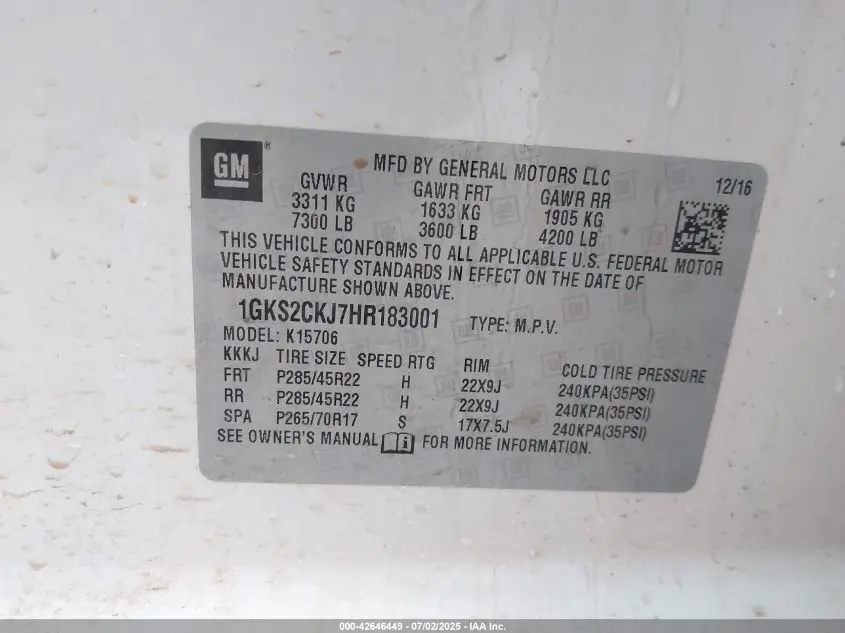 GM ®
MFD BY GENERAL MOTORS LLC
12/16
GVWR GAWR FRT GAWR RR
3311 KG 1633 KG 1905 KG
7300 LB 3600 LB 4200 LB
THIS VEHICLE CONFORMS TO ALL APPLICABLE U.S. FEDERAL MOTOR
VEHICLE SAFETY STANDARDS IN EFFECT ON THE DATE OF
MANUFACTURE SHOWN ABOVE.
1GKS2CKJ7HR183001 TYPE: M.P.V.
MODEL: K15706
KKKJ TIRE SIZE SPEED RTG RIM COLD TIRE PRESSURE
FRT P285/45R22 H 22X9J 240KPA(35PSI)
RR P285/45R22 H 22X9J 240KPA(35PSI)
SPA P265/70R17 S 17X7.5J 240KPA(35PSI)
SEE OWNER'S MANUAL FOR MORE INFORMATION.
000-42646449 - 07/02/2025 - IAA Inc.